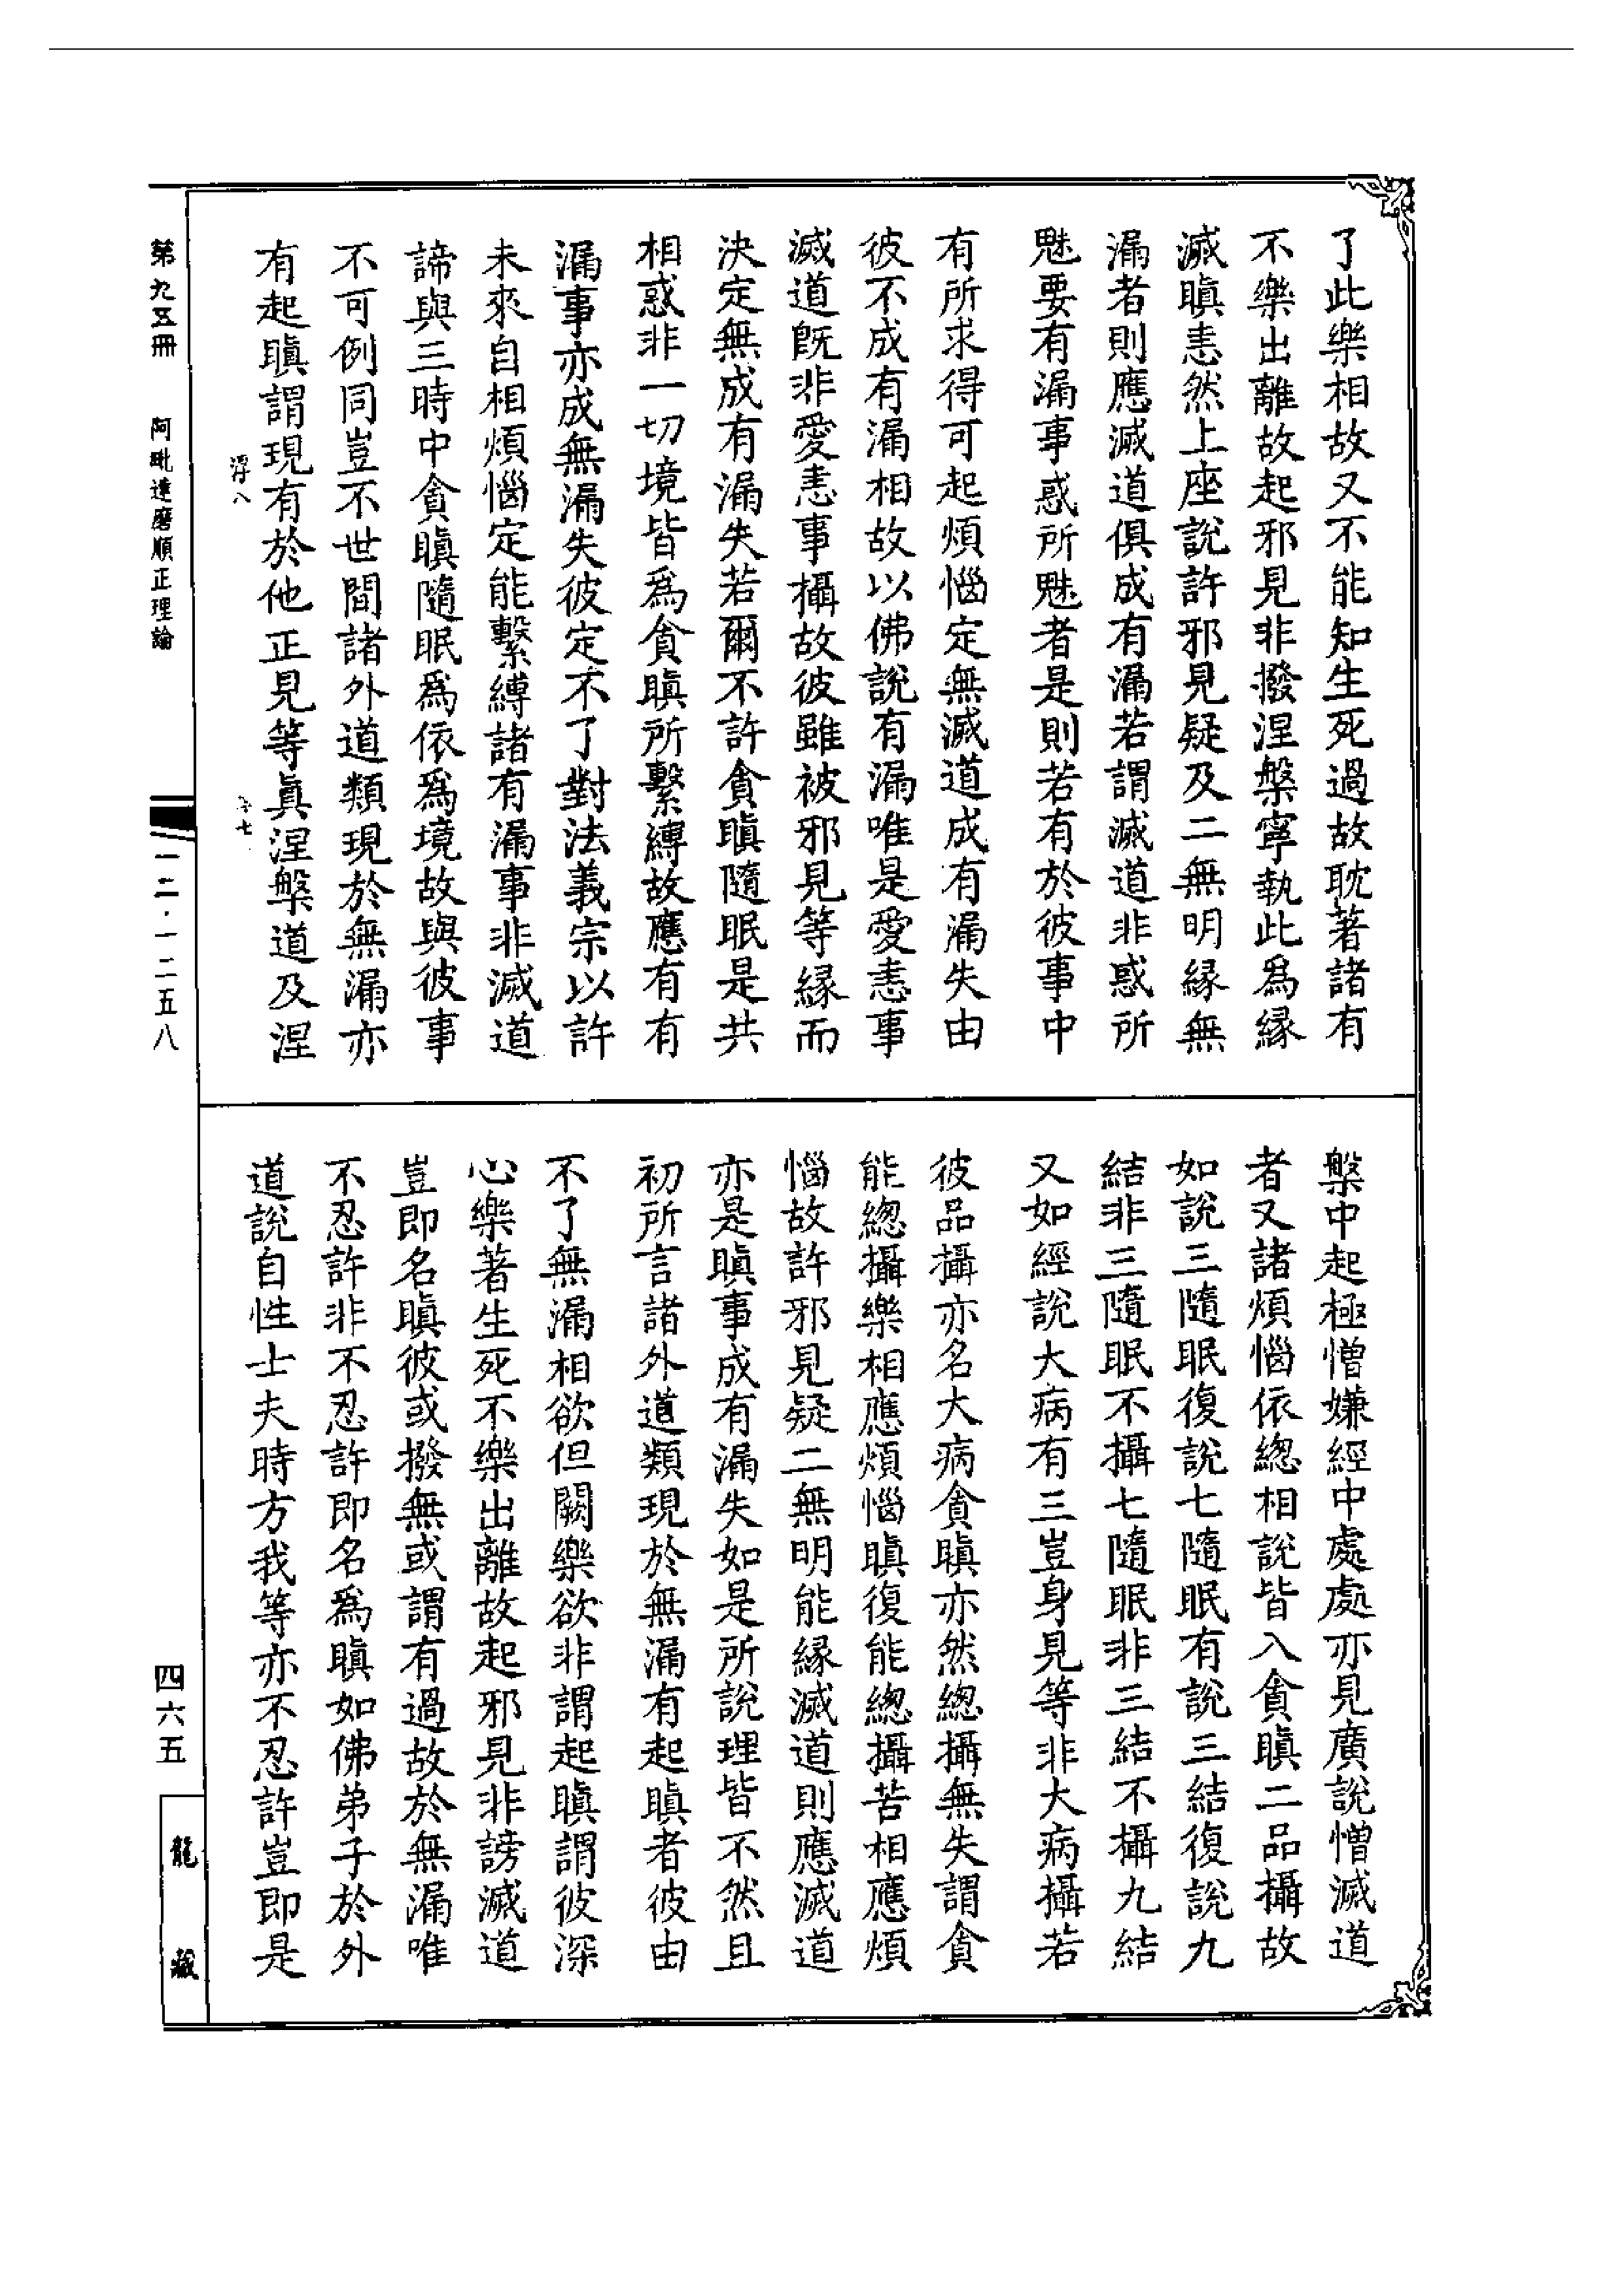 了此樂相故又不能知生死過故耽著諸有
不樂出離故起邪見非撥涅槃寧執此爲緣
滅瞋恚然上座說許邪見疑及二無明緣無
漏者則應滅道俱成有漏若謂滅道非惑所
魅要有漏事惑所魅者是則若有於彼事中
有所求得可起煩惱定無滅道成有漏失由
彼不成有漏相故以佛說有漏唯是愛恚事
滅道既非愛恚事攝故彼雖被邪見等緣而
決定無成有漏失若爾不許貪瞋隨眠是共
相惑非一切境皆爲貪瞋所繫縛故應有有
漏事亦成無漏失彼定不了對法義宗以許
未來自相煩惱定能繫縛諸有漏事非滅道
諦與三時中貪瞋隨眠爲依爲境故與彼事
不可例同豈不世間諸外道類現於無漏亦
有起瞋謂現有於他正見等眞涅槃道及涅
槃中起極憎嫌經中處處亦見廣說憎滅道
者又諸煩惱依總相說皆入貪瞋二品攝故
如說三隨眠復說七隨眠有說三結復說九
結非三隨眠不攝七隨眠非三結不攝九結
又如經說大病有三豈身見等非大病攝若
彼品攝亦名大病貪瞋亦然總攝無失謂貪
能總攝樂相應煩惱瞋復能總攝苦相應煩
惱故許邪見疑二無明能緣滅道則應滅道
亦是瞋事成有漏失如是所說理皆不然且
初所言諸外道類現於無漏有起瞋者彼由
不了無漏相欲但闕樂欲非謂起瞋謂彼深
心樂著生死不樂出離故起邪見非謗滅道
豈即名瞋彼或撥無或謂有過故於無漏唯
不忍許非不忍許即名爲瞋如佛弟子於外
道說自性士夫時方我等亦不忍許豈即是
浮八
第九五冊
阿毗達磨順正理論
一二·一二五八
四六五
龍藏